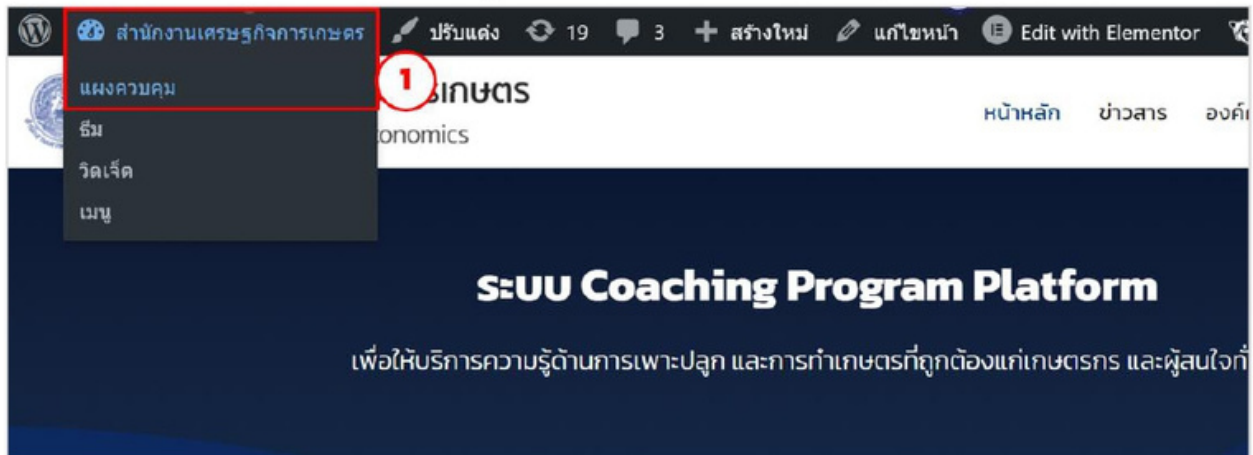 สำนักงานเศรษฐกิจการเกษตร ปรับแต่ง 19 3 + สร้างใหม่ แก้ไขหน้า Edit with Elementor
แผงควบคุม
1
ธีม
วิดเจ็ต
เมนู
เกษตร
onomics
หน้าหลัก ข่าวสาร
ระบบ Coaching Program Platform
เพื่อให้บริการความรู้ด้านการเพาะปลูก และการทำเกษตรที่ถูกต้องแก่เกษตรกร และผู้สนใจทั่